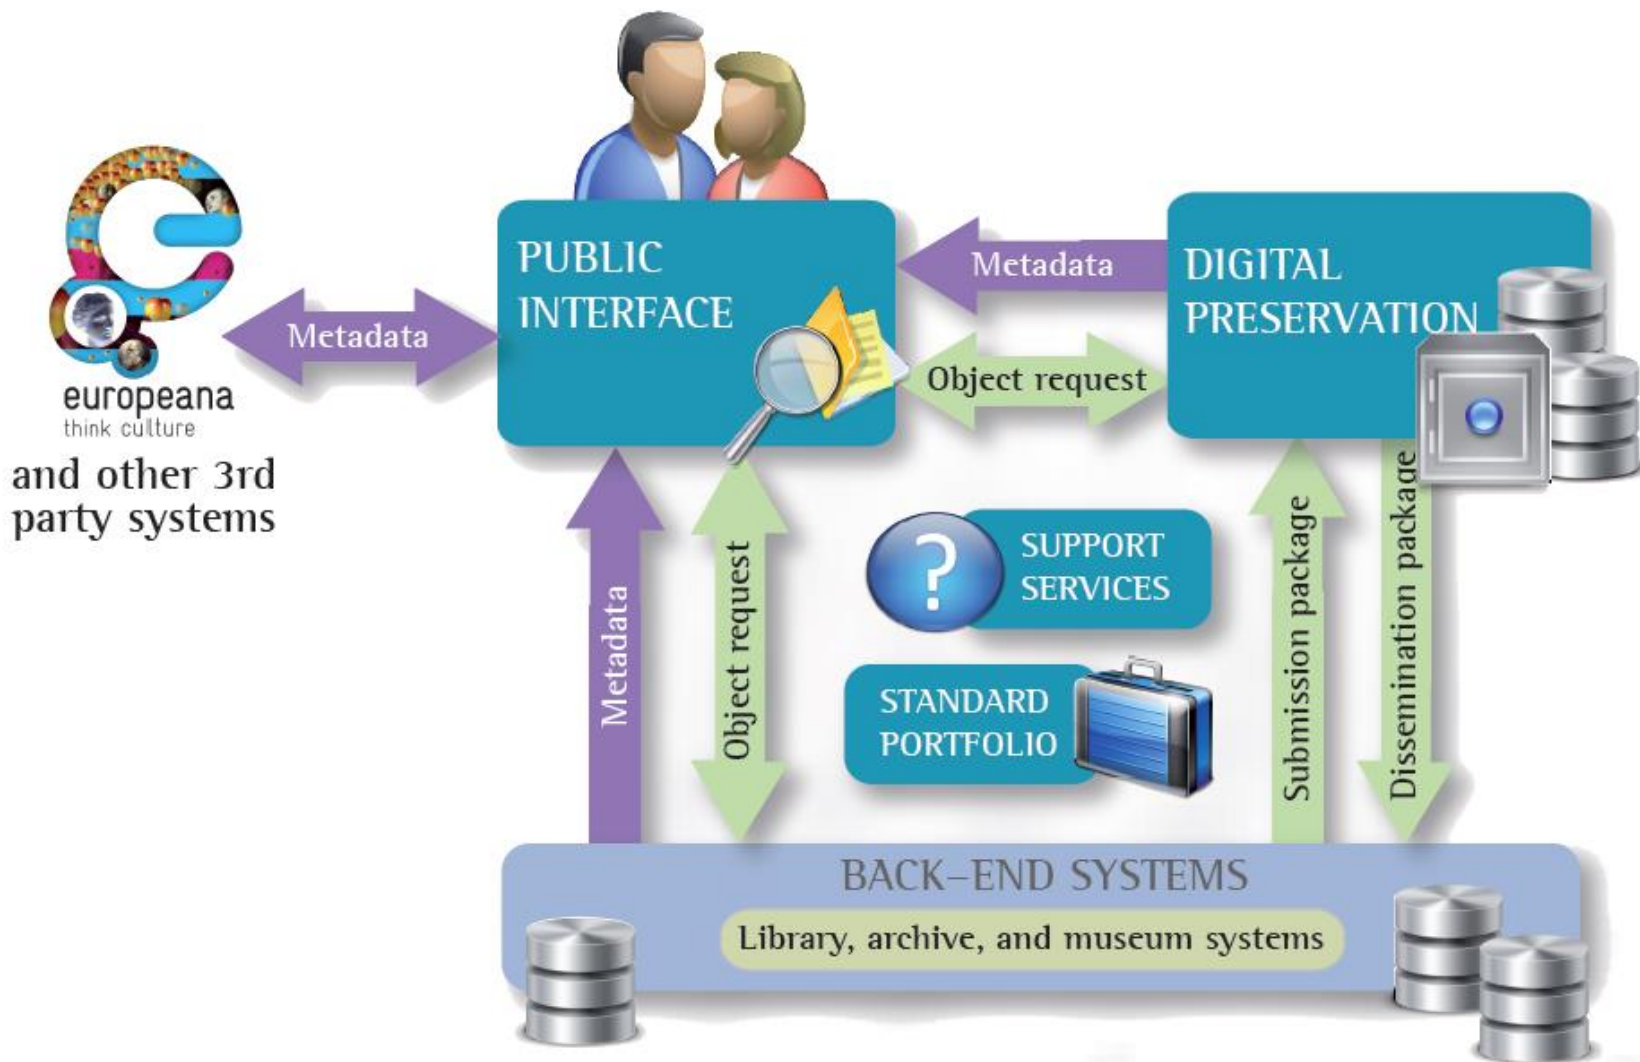 PUBLIC
INTERFACE
Metadata
DIGITAL
PRESERVATION
Metadata
Object request
europeana
think culture
and other 3rd
party systems
Metadata
Object request
SUPPORT
SERVICES
STANDARD
PORTFOLIO
Submission package
Dissemination package
BACK-END SYSTEMS
Library, archive, and museum systems